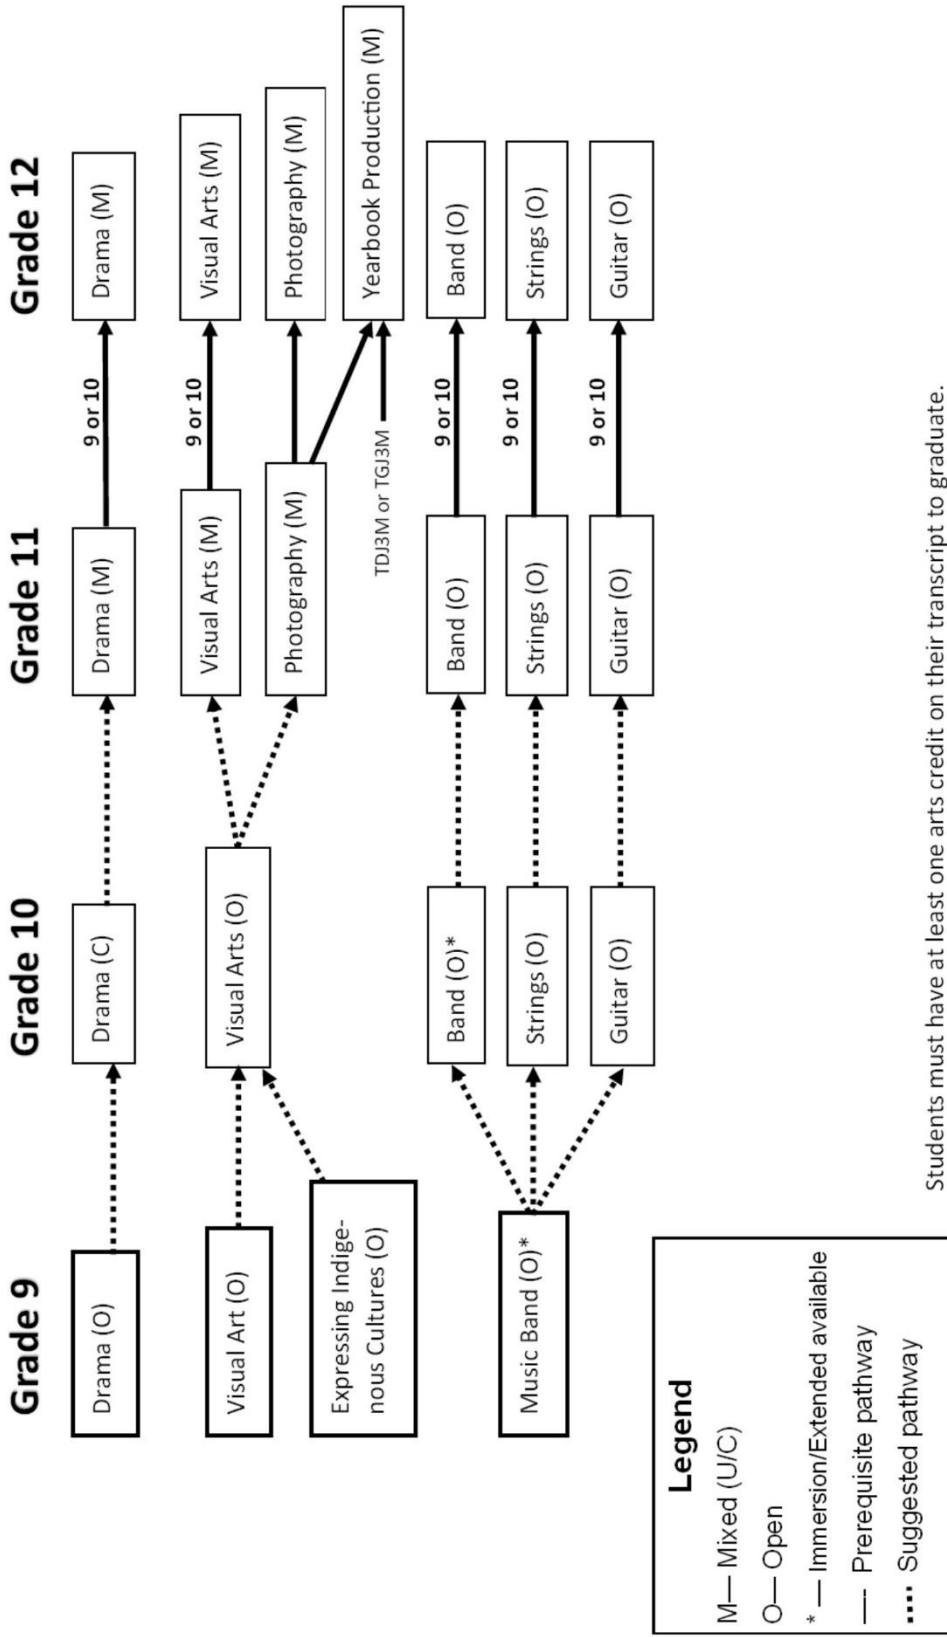 Grade 9
Grade 10
Grade 11
Grade 12
Drama (O)
Drama (C)
Drama (M)
9 or 10
Drama (M)
Visual Art (O)
Expressing Indige-
nous Cultures (O)
Visual Arts (O)
Visual Arts (M)
9 or 10
Visual Arts (M)
Photography (M)
Photography (M)
TDJ3M or TGJ3M
Yearbook Production (M)
Music Band (O)*
Band (O)*
Band (O)
9 or 10
Band (O)
Strings (O)
Strings (O)
9 or 10
Strings (O)
Guitar (O)
Guitar (O)
9 or 10
Guitar (O)
Legend
M— Mixed (U/C)
O— Open
* — Immersion/Extended available
—- Prerequisite pathway
Suggested pathway
Students must have at least one arts credit on their transcript to graduate.